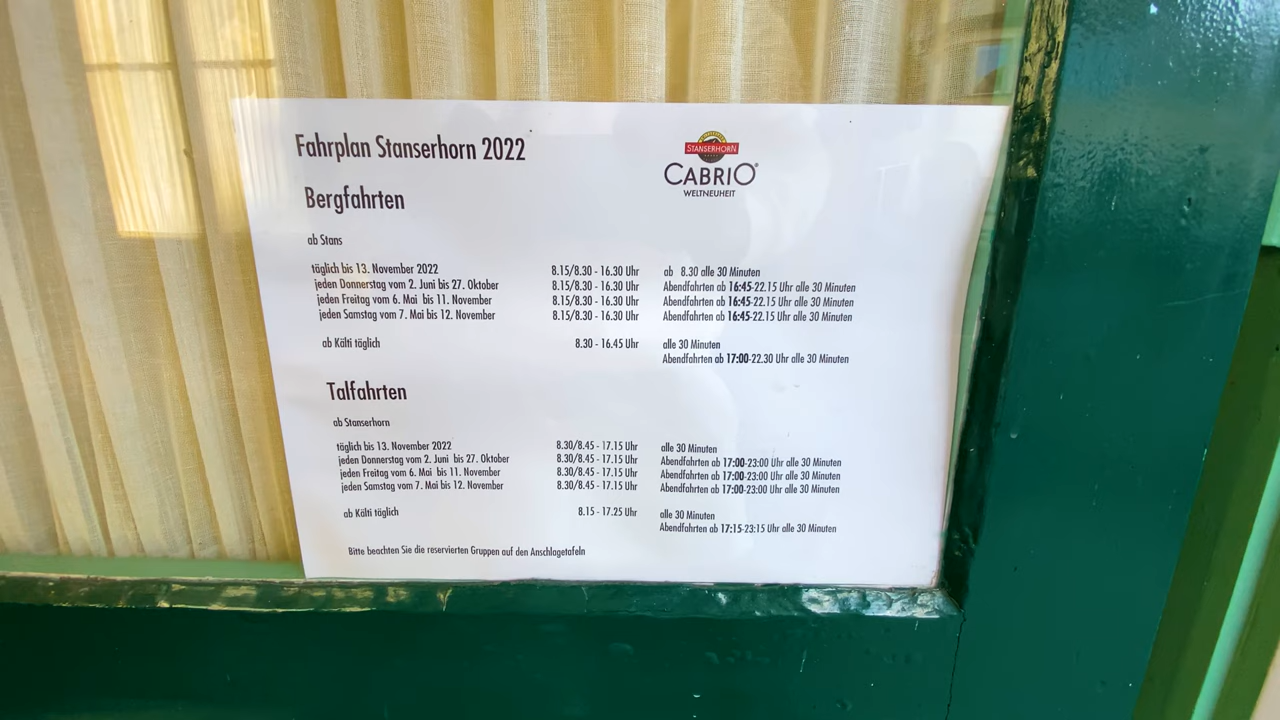 Fahrplan Stanserhorn 2022
STANSERHORN
CABRIO®
WELTNEUHEIT
Bergfahrten
ab Stans
täglich bis 13. November 2022 8.15/8.30 - 16.30 Uhr ab 8.30 alle 30 Minuten
jeden Donnerstag vom 2. Juni bis 27. Oktober 8.15/8.30 - 16.30 Uhr Abendfahrten ab 16:45-22.15 Uhr alle 30 Minuten
jeden Freitag vom 6. Mai bis 11. November 8.15/8.30 - 16.30 Uhr Abendfahrten ab 16:45-22.15 Uhr alle 30 Minuten
jeden Samstag vom 7. Mai bis 12. November 8.15/8.30 - 16.30 Uhr Abendfahrten ab 16:45-22.15 Uhr alle 30 Minuten
ab Kälti täglich 8.30 - 16.45 Uhr alle 30 Minuten
Abendfahrten ab 17:00-22.30 Uhr alle 30 Minuten
Talfahrten
ab Stanserhorn
täglich bis 13. November 2022 8.30/8.45 - 17.15 Uhr alle 30 Minuten
jeden Donnerstag vom 2. Juni bis 27. Oktober 8.30/8.45 - 17.15 Uhr Abendfahrten ab 17:00-23:00 Uhr alle 30 Minuten
jeden Freitag vom 6. Mai bis 11. November 8.30/8.45 - 17.15 Uhr Abendfahrten ab 17:00-23:00 Uhr alle 30 Minuten
jeden Samstag vom 7. Mai bis 12. November 8.30/8.45 - 17.15 Uhr Abendfahrten ab 17:00-23:00 Uhr alle 30 Minuten
ab Kälti täglich 8.15 - 17.25 Uhr alle 30 Minuten
Abendfahrten ab 17:15-23:15 Uhr alle 30 Minuten
Bitte beachten Sie die reservierten Gruppen auf den Anschlagetafeln